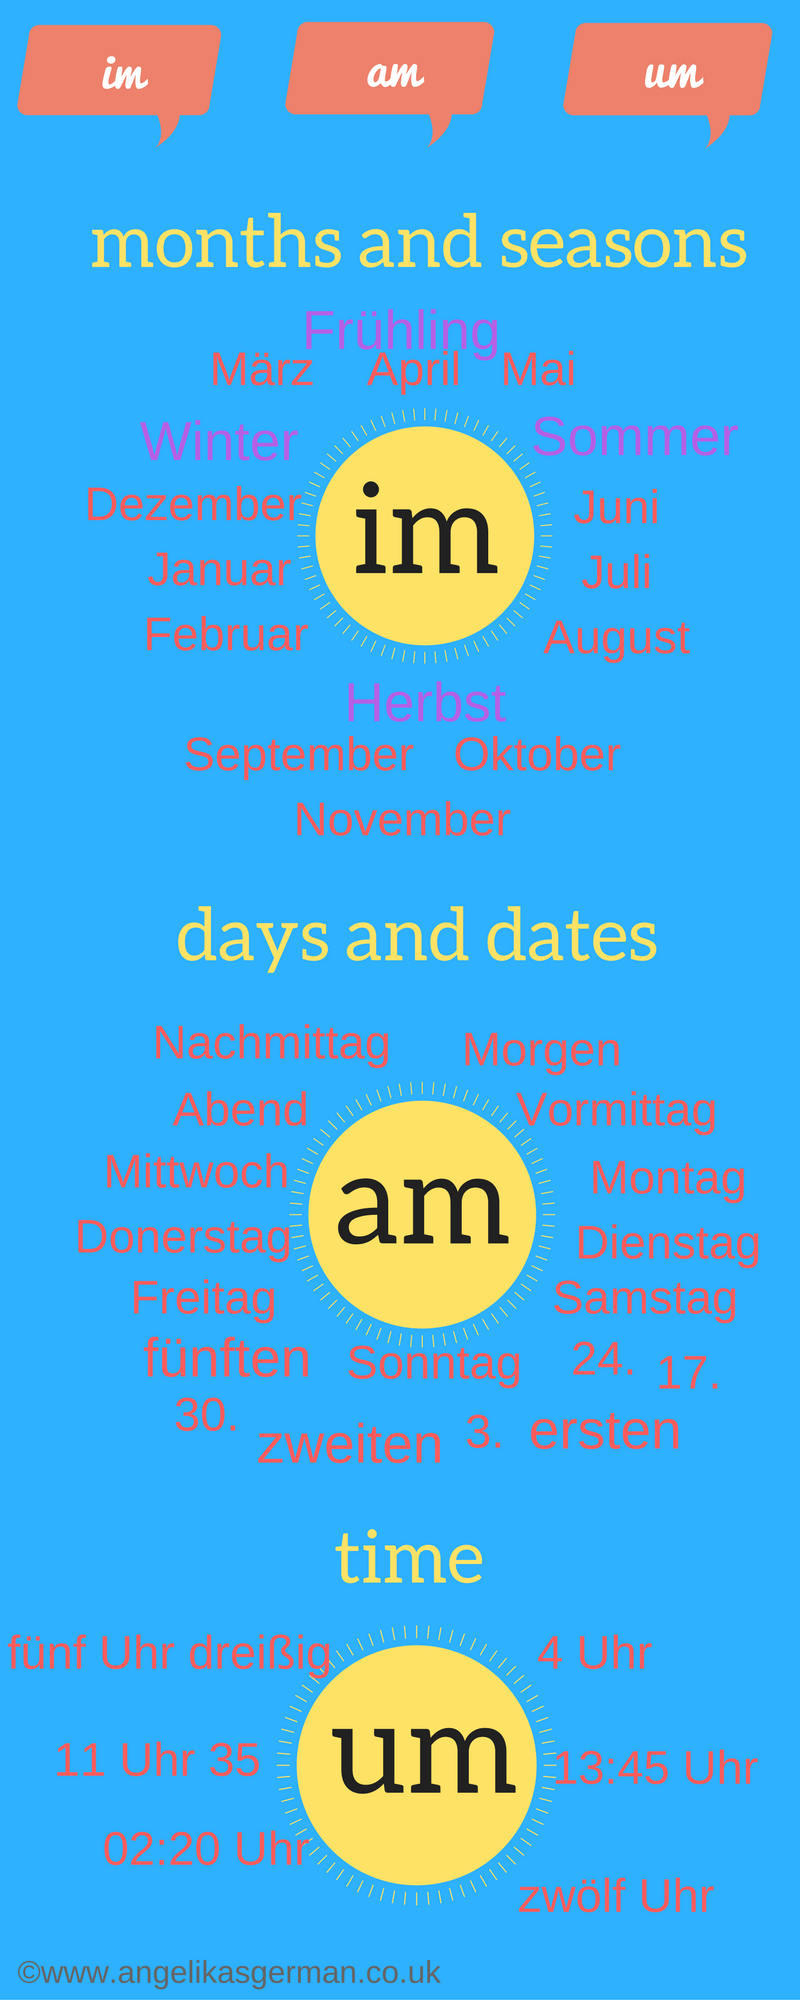 im am um
months and seasons
Frühling
März April Mai
Winter Sommer
Dezember im Juni
Januar Juli
Februar August
Herbst
September Oktober
November
days and dates
Nachmittag Morgen
Abend Vormittag
Mittwoch am Montag
Donerstag Dienstag
Freitag Samstag
fünften Sonntag 24. 17.
30. zweiten 3. ersten
time
fünf Uhr dreißig 4 Uhr
11 Uhr 35 um 13:45 Uhr
02:20 Uhr
zwölf Uhr
©www.angelikasgerman.co.uk